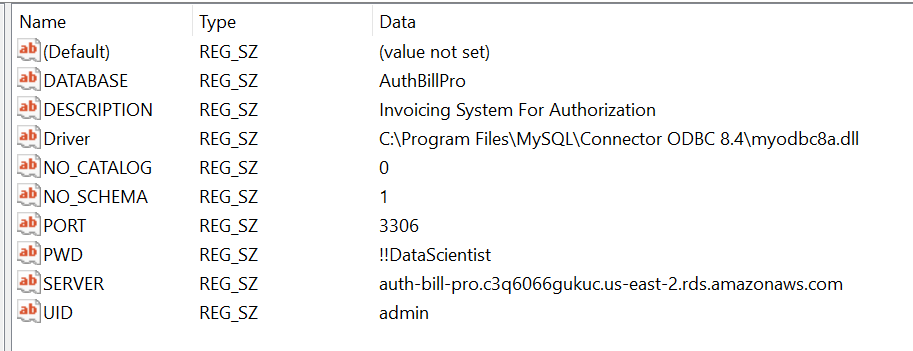 Name Type Data
ab (Default) REG_SZ (value not set)
ab DATABASE REG_SZ AuthBillPro
ab DESCRIPTION REG_SZ Invoicing System For Authorization
ab Driver REG_SZ C:\Program Files\MySQL\Connector ODBC 8.4\myodbc8a.dll
ab NO_CATALOG REG_SZ 0
ab NO_SCHEMA REG_SZ 1
ab PORT REG_SZ 3306
ab PWD REG_SZ !!DataScientist
ab SERVER REG_SZ auth-bill-pro.c3q6066gukuc.us-east-2.rds.amazonaws.com
ab UID REG_SZ admin